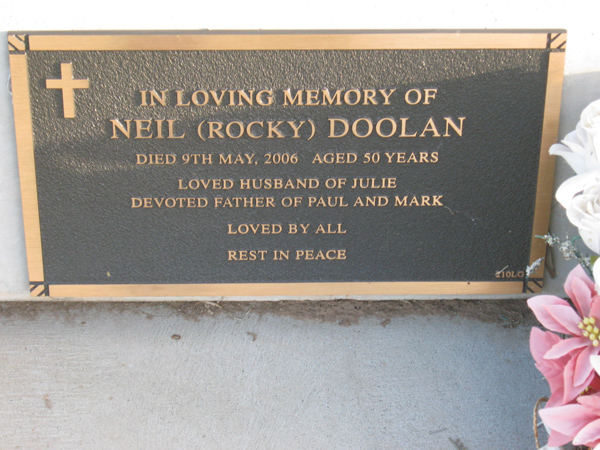 IN LOVING MEMORY OF
NEIL (ROCKY) DOOLAN
DIED 9TH MAY, 2006 AGED 50 YEARS
LOVED HUSBAND OF JULIE
DEVOTED FATHER OF PAUL AND MARK
LOVED BY ALL
REST IN PEACE